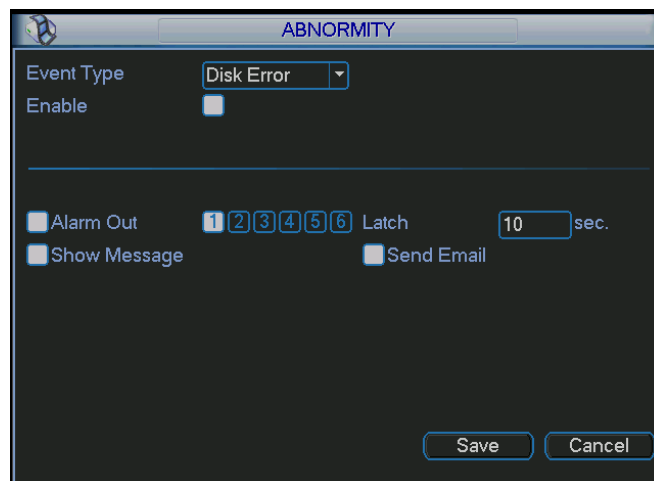 ABNORMITY
Event Type Disk Error
Enable
Alarm Out 1 2 3 4 5 6 Latch 10 sec.
Show Message Send Email
Save Cancel